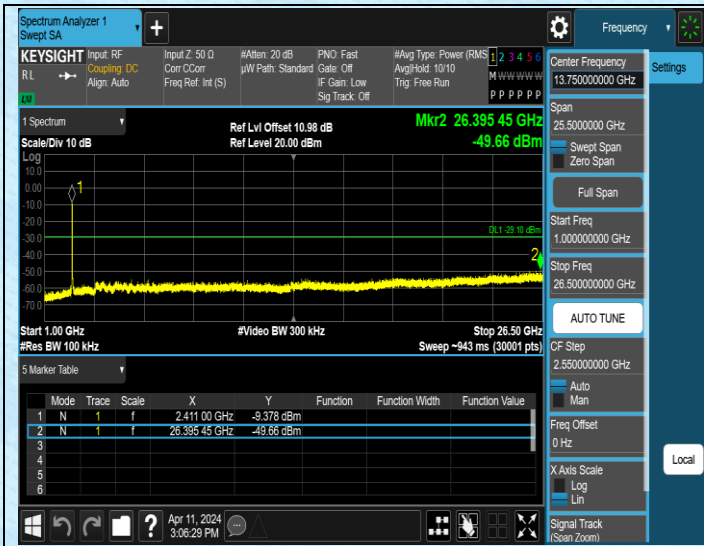 Spectrum Analyzer 1
Swept SA
+
Frequency
KEYSIGHT
RL
LXI
Input: RF
Coupling: DC
Align: Auto
Input Z: 50 Ω
Corr CCorr
Freq Ref: Int (S)
#Atten: 20 dB
µW Path: Standard
PNO: Fast
Gate: Off
IF Gain: Low
Sig Track: Off
#Avg Type: Power (RMS
Avg|Hold: 10/10
Trig: Free Run
1 2 3 4 5 6
M W W W W W
P P P P P P
Center Frequency
13.750000000 GHz
Settings
Span
25.5000000 GHz
Swept Span
Zero Span
Full Span
Start Freq
1.000000000 GHz
Stop Freq
26.500000000 GHz
AUTO TUNE
CF Step
2.550000000 GHz
Auto
Man
Freq Offset
0 Hz
X Axis Scale
Log
Lin
Signal Track
(Span Zoom)
Local
1 Spectrum
Scale/Div 10 dB
Ref Lvl Offset 10.98 dB
Ref Level 20.00 dBm
Mkr2 26.395 45 GHz
-49.66 dBm
Log
10.0
0.00
-10.0
-20.0
-30.0
-40.0
-50.0
-60.0
-70.0
1
DL1 -29.10 dBm
2
Start 1.00 GHz
#Video BW 300 kHz
Stop 26.50 GHz
#Res BW 100 kHz
Sweep ~943 ms (30001 pts)
5 Marker Table
Mode Trace Scale X Y Function Function Width Function Value
1 N 1 f 2.411 00 GHz -9.378 dBm
2 N 1 f 26.395 45 GHz -49.66 dBm
3
4
5
6
?
Apr 11, 2024
3:06:29 PM